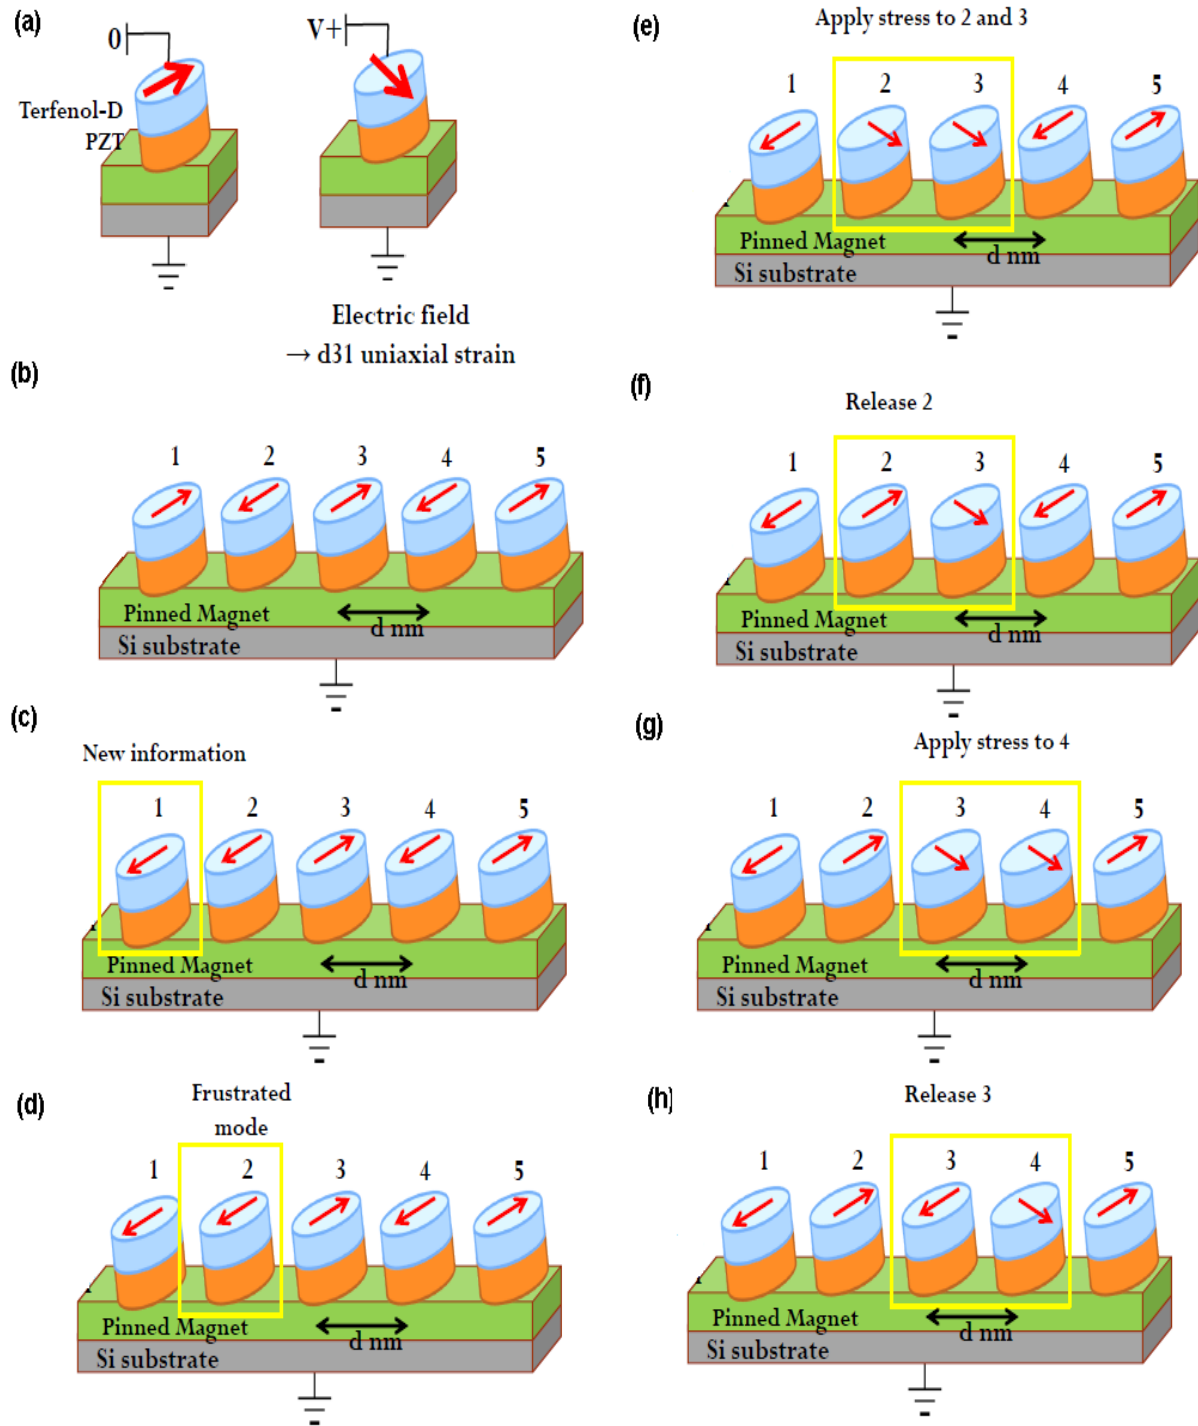 (a)
0
V+
Terfenol-D
PZT
Electric field
→ d31 uniaxial strain
(b)
1 2 3 4 5
Pinned Magnet
d nm
Si substrate
(c)
New information
1 2 3 4 5
Pinned Magnet
d nm
Si substrate
(d)
Frustrated
mode
1 2 3 4 5
Pinned Magnet
d nm
Si substrate
(e)
Apply stress to 2 and 3
1 2 3 4 5
Pinned Magnet
d nm
Si substrate
(f)
Release 2
1 2 3 4 5
Pinned Magnet
d nm
Si substrate
(g)
Apply stress to 4
1 2 3 4 5
Pinned Magnet
d nm
Si substrate
(h)
Release 3
1 2 3 4 5
Pinned Magnet
d nm
Si substrate